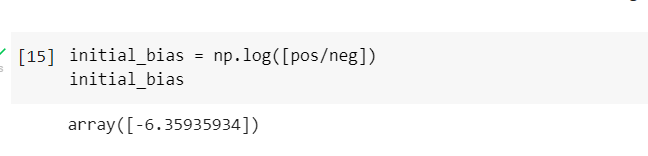 [15] initial_bias = np.log([pos/neg])
initial_bias
array([-6.35935934])